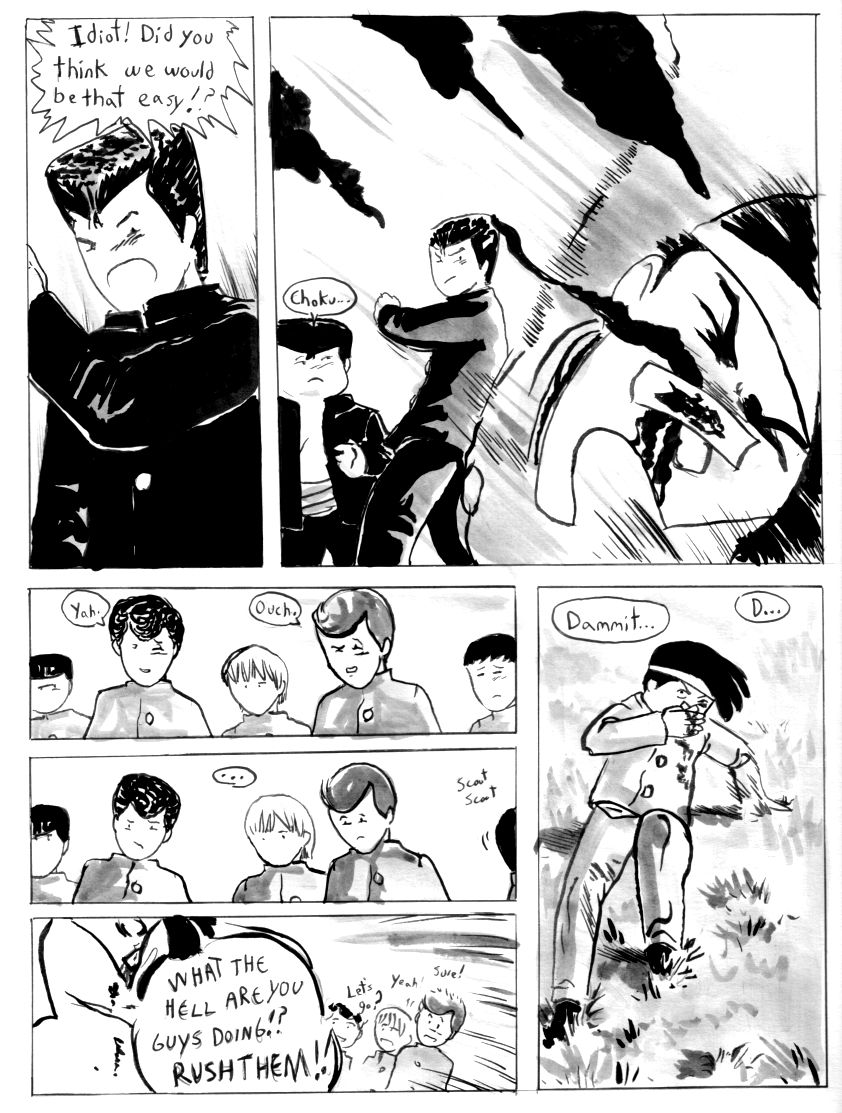 Idiot! Did you
think we would
be that easy!?
Choku...
Yah.
Ouch.
...
Scoot
Scoot
WHAT THE
HELL ARE YOU
GUYS DOING!?
RUSH THEM!!
Let's
go?
Yeah!
Sure!
D...
Dammit...